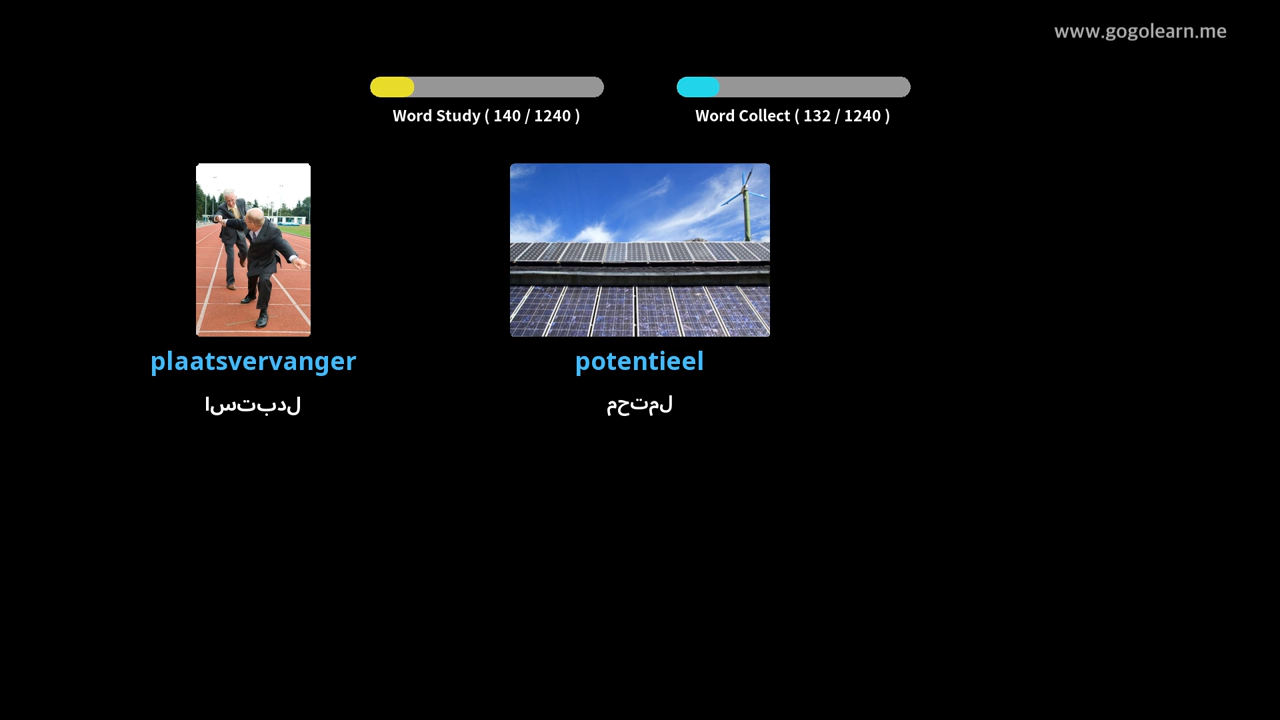 www.gogolearn.me
Word Study ( 140 / 1240 )
Word Collect ( 132 / 1240 )
plaatsvervanger
potentieel
استبدل
محتمل